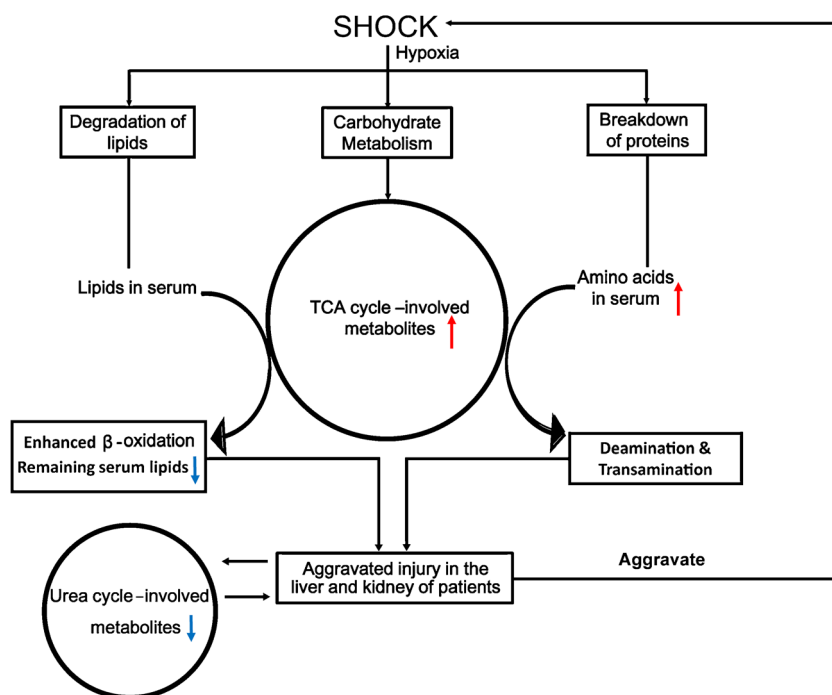 SHOCK
Hypoxia
Degradation of
lipids
Carbohydrate
Metabolism
Breakdown
of proteins
Lipids in serum
TCA cycle –involved
metabolites
Amino acids
in serum
Enhanced β-oxidation
Remaining serum lipids
Deamination &
Transamination
Aggravated injury in the
liver and kidney of patients
Aggravate
Urea cycle–involved
metabolites